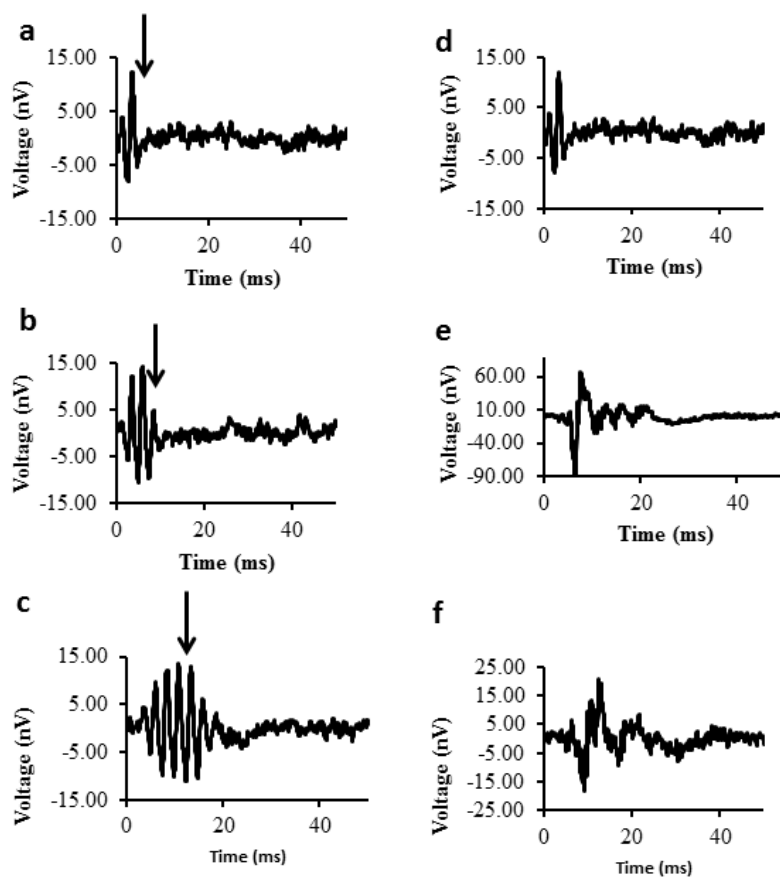 a
Voltage (nV)
15.00
5.00
-5.00
-15.00
0 20 40
Time (ms)
b
Voltage (nV)
15.00
5.00
-5.00
-15.00
0 20 40
Time (ms)
c
Voltage (nV)
15.00
5.00
-5.00
-15.00
0 20 40
Time (ms)
d
Voltage (nV)
15.00
5.00
-5.00
-15.00
0 20 40
Time (ms)
e
Voltage (nV)
60.00
10.00
-40.00
-90.00
0 20 40
Time (ms)
f
Voltage (nV)
25.00
15.00
5.00
-5.00
-15.00
-25.00
0 20 40
Time (ms)